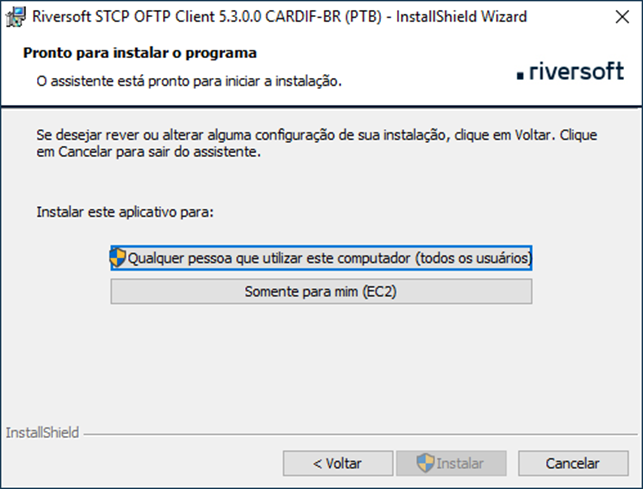 Riversoft STCP OFTP Client 5.3.0.0 CARDIF-BR (PTB) - InstallShield Wizard
Pronto para instalar o programa
O assistente está pronto para iniciar a instalação.
riversoft
Se desejar rever ou alterar alguma configuração de sua instalação, clique em Voltar. Clique
em Cancelar para sair do assistente.
Instalar este aplicativo para:
Qualquer pessoa que utilizar este computador (todos os usuários)
Somente para mim (EC2)
InstallShield
< Voltar
Instalar
Cancelar